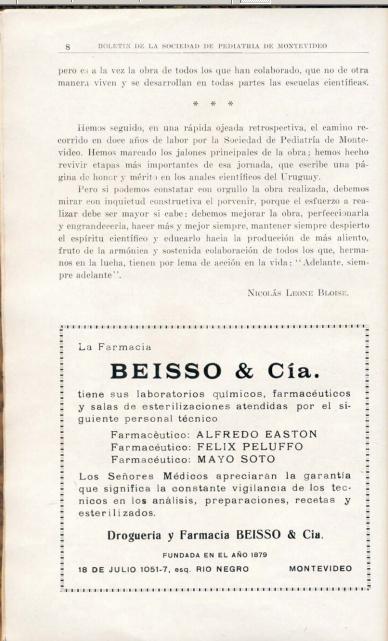 8 BOLETIN DE LA SOCIEDAD DE PEDIATRIA DE MONTEVIDEO
pero es a la vez la obra de todos los que han colaborado, que no de otra
manera viven y se desarrollan en todas partes las escuelas científicas.
* * *
Hemos seguido, en una rápida ojeada retrospectiva, el camino re-
corrido en doce años de labor por la Sociedad de Pediatría de Monte-
video. Hemos marcado los jalones principales de la obra; hemos hecho
revivir etapas más importantes de esa jornada, que escribe una pá-
gina de honor y mérito en los anales científicos del Uruguay.
Pero si podemos constatar con orgullo la obra realizada, debemos
mirar con inquietud constructiva el porvenir, porque el esfuerzo a rea-
lizar debe ser mayor si cabe: debemos mejorar la obra, perfeccionarla
y engrandecerla, hacer más y mejor siempre, mantener siempre despierto
el espíritu científico y educarlo hacia la producción de más aliento,
fruto de la armónica y sostenida colaboración de todos los que, herma-
nos en la lucha, tienen por lema de acción en la vida: "Adelante, siem-
pre adelante".
NICOLÁS LEONE BLOISE.
La Farmacia
BEISSO & Cía.
tiene sus laboratorios químicos, farmacéuticos
y salas de esterilizaciones atendidas por el si-
guiente personal técnico
Farmacèutico: ALFREDO EASTON
Farmacéutico: FELIX PELUFFO
Farmacéutico: MAYO SOTO
Los Señores Médicos apreciarán la garantía
que significa la constante vigilancia de los tec-
nicos en los análisis, preparaciones, recetas y
esterilizados.
Drogueria y Farmacia BEISSO & Cia.
FUNDADA EN EL AÑO 1879
18 DE JULIO 1051-7, esq. RIO NEGRO MONTEVIDEO